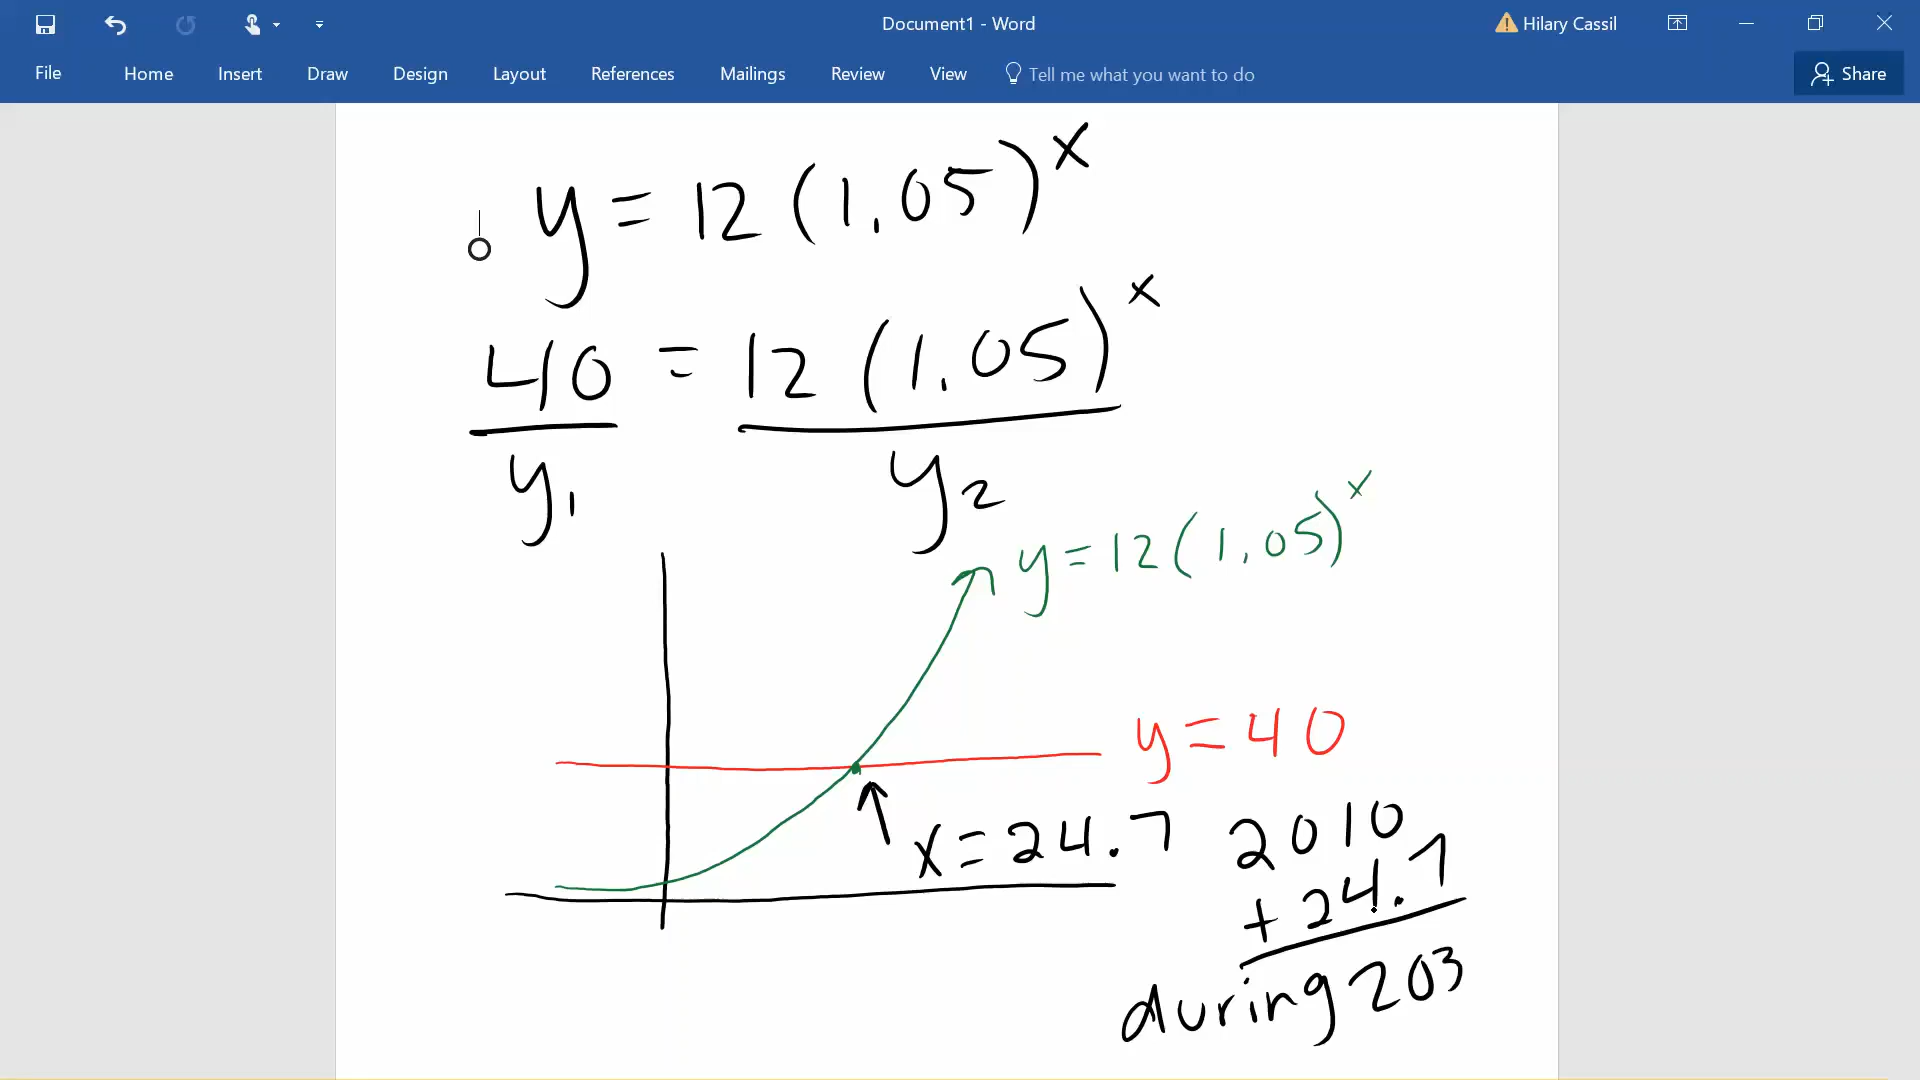 Document1 - Word
Hilary Cassil
File Home Insert Draw Design Layout References Mailings Review View Tell me what you want to do Share
y = 12 (1.05)^x
40 = 12 (1.05)^x
y₁ y₂
y = 12 (1.05)^x
y = 40
x = 24.7
2010
+ 24.7
during 203